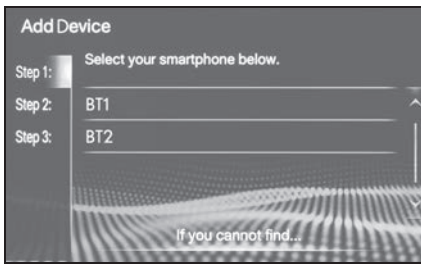 Add Device
Select your smartphone below.
Step 1:
Step 2:
BT1
Step 3:
BT2
If you cannot find...